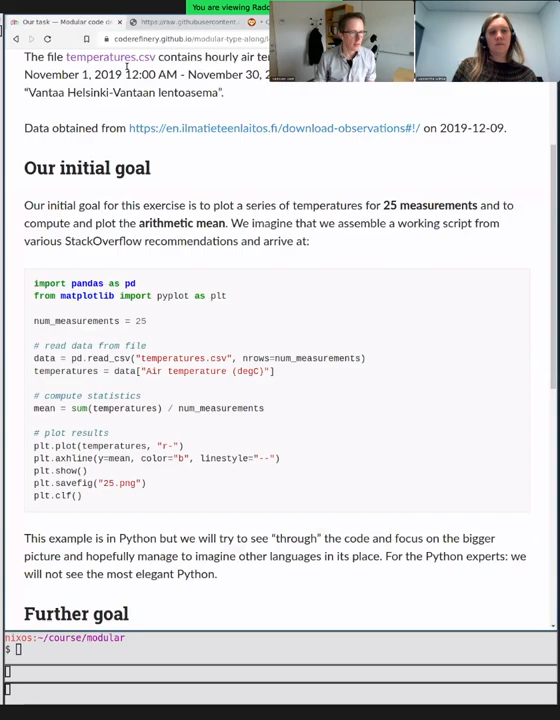 You are viewing Rado
Our task — Modular code de
https://raw.githubusercontent.
coderefinery.github.io/modular-type-along/
The file temperatures.csv contains hourly air te
November 1, 2019 12:00 AM - November 30, 2
"Vantaa Helsinki-Vantaan lentoasema".
Data obtained from https://en.ilmatieteenlaitos.fi/download-observations#!/ on 2019-12-09.
Our initial goal
Our initial goal for this exercise is to plot a series of temperatures for 25 measurements and to
compute and plot the arithmetic mean. We imagine that we assemble a working script from
various StackOverflow recommendations and arrive at:
import pandas as pd
from matplotlib import pyplot as plt
num_measurements = 25
# read data from file
data = pd.read_csv("temperatures.csv", nrows=num_measurements)
temperatures = data["Air temperature (degC)"]
# compute statistics
mean = sum(temperatures) / num_measurements
# plot results
plt.plot(temperatures, "r-")
plt.axhline(y=mean, color="b", linestyle="--")
plt.show()
plt.savefig("25.png")
plt.clf()
This example is in Python but we will try to see "through" the code and focus on the bigger
picture and hopefully manage to imagine other languages in its place. For the Python experts: we
will not see the most elegant Python.
Further goal
nixos:~/course/modular
$